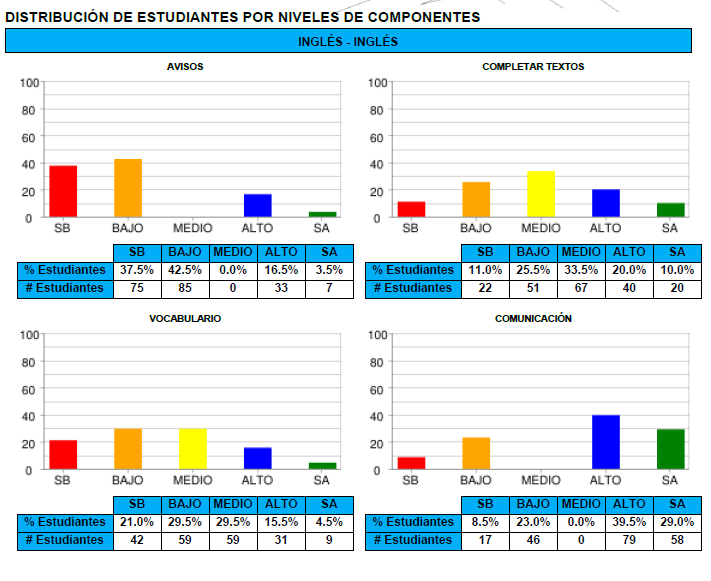 DISTRIBUCIÓN DE ESTUDIANTES POR NIVELES DE COMPONENTES
INGLÉS - INGLÉS
AVISOS
100
80
60
40
20
0
SB BAJO MEDIO ALTO SA
SB BAJO MEDIO ALTO SA
% Estudiantes 37.5% 42.5% 0.0% 16.5% 3.5%
# Estudiantes 75 85 0 33 7
COMPLETAR TEXTOS
100
80
60
40
20
0
SB BAJO MEDIO ALTO SA
SB BAJO MEDIO ALTO SA
% Estudiantes 11.0% 25.5% 33.5% 20.0% 10.0%
# Estudiantes 22 51 67 40 20
VOCABULARIO
100
80
60
40
20
0
SB BAJO MEDIO ALTO SA
SB BAJO MEDIO ALTO SA
% Estudiantes 21.0% 29.5% 29.5% 15.5% 4.5%
# Estudiantes 42 59 59 31 9
COMUNICACIÓN
100
80
60
40
20
0
SB BAJO MEDIO ALTO SA
SB BAJO MEDIO ALTO SA
% Estudiantes 8.5% 23.0% 0.0% 39.5% 29.0%
# Estudiantes 17 46 0 79 58